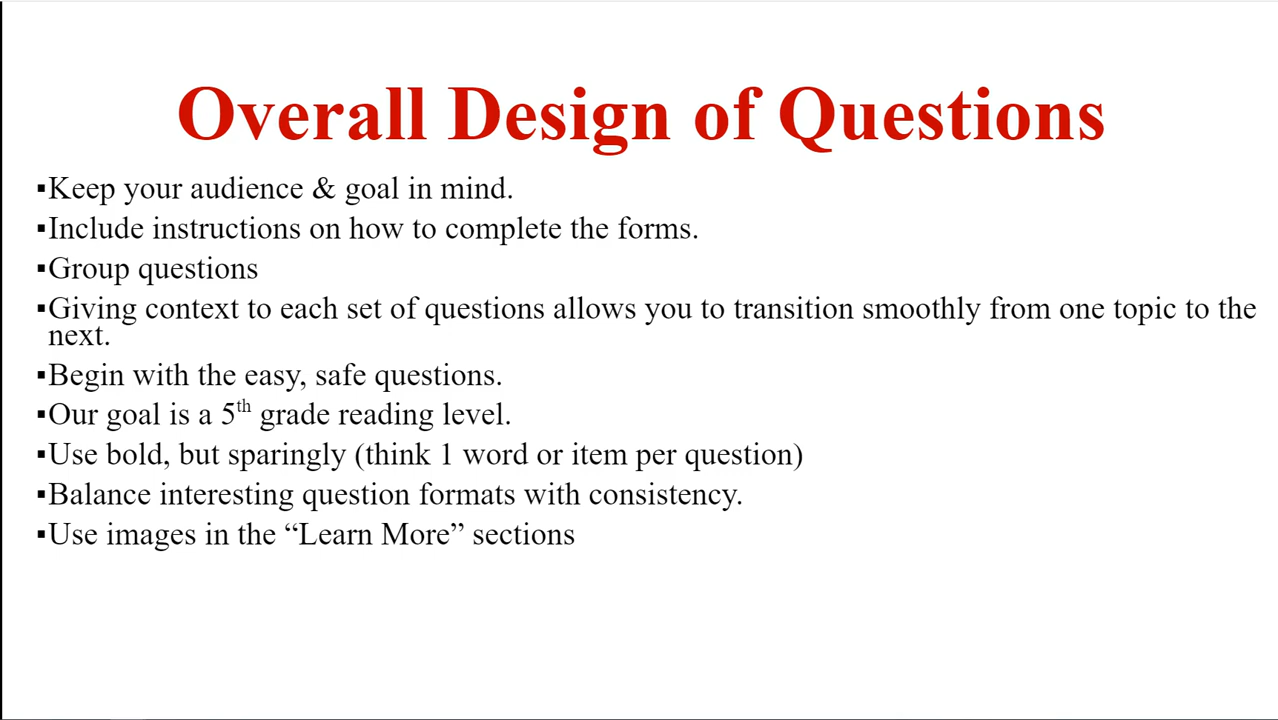 Overall Design of Questions
▪Keep your audience & goal in mind.
▪Include instructions on how to complete the forms.
▪Group questions
▪Giving context to each set of questions allows you to transition smoothly from one topic to the
next.
▪Begin with the easy, safe questions.
▪Our goal is a 5th grade reading level.
▪Use bold, but sparingly (think 1 word or item per question)
▪Balance interesting question formats with consistency.
▪Use images in the “Learn More” sections